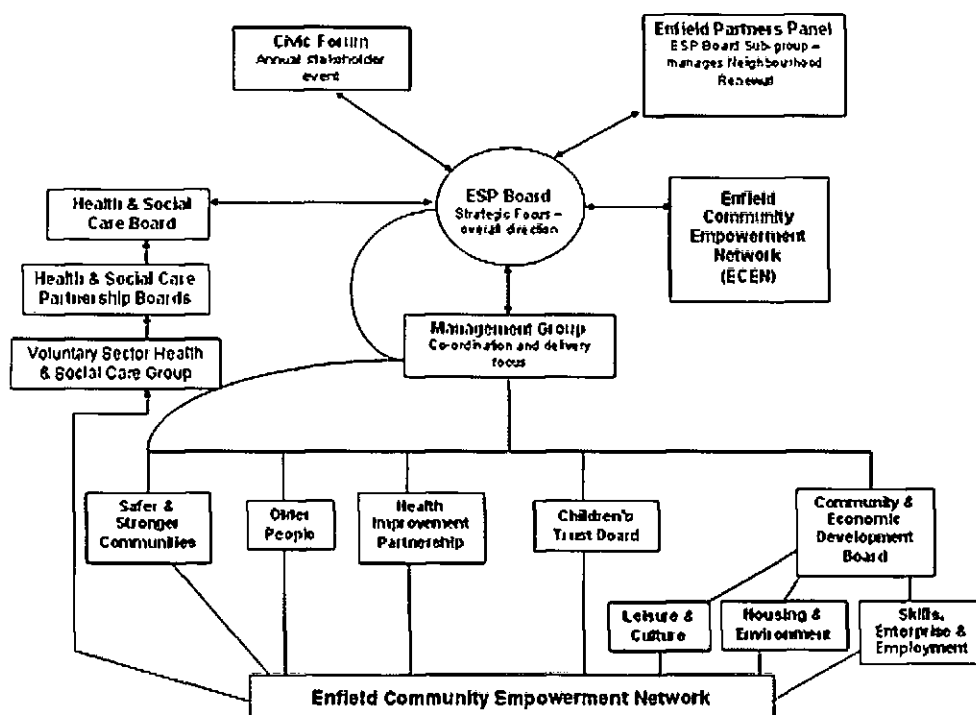 Civic Forum
Annual stakeholder
event
Enfield Partners Panel
ESP Board Sub-group –
manages Neighbourhood
Renewal
ESP Board
Strategic Focus –
overall direction
Health & Social
Care Board
Enfield
Community
Empowerment
Network
(ECEN)
Health & Social Care
Partnership Boards
Management Group
Co-ordination and delivery
focus
Voluntary Sector Health
& Social Care Group
Safer &
Stronger
Communities
Older
People
Health
Improvement
Partnership
Children's
Trust Board
Community &
Economic
Development
Board
Leisure &
Culture
Housing &
Environment
Skills,
Enterprise &
Employment
Enfield Community Empowerment Network